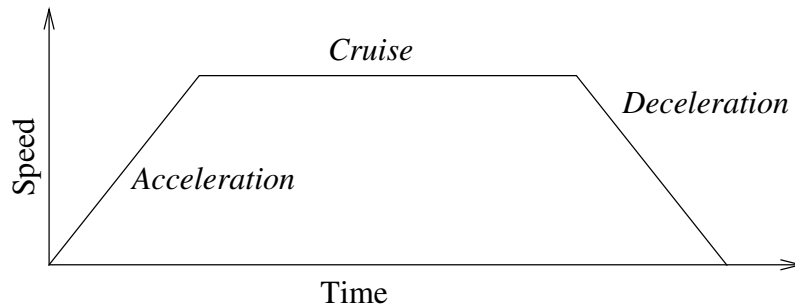 Cruise
Deceleration
Speed
Acceleration
Time